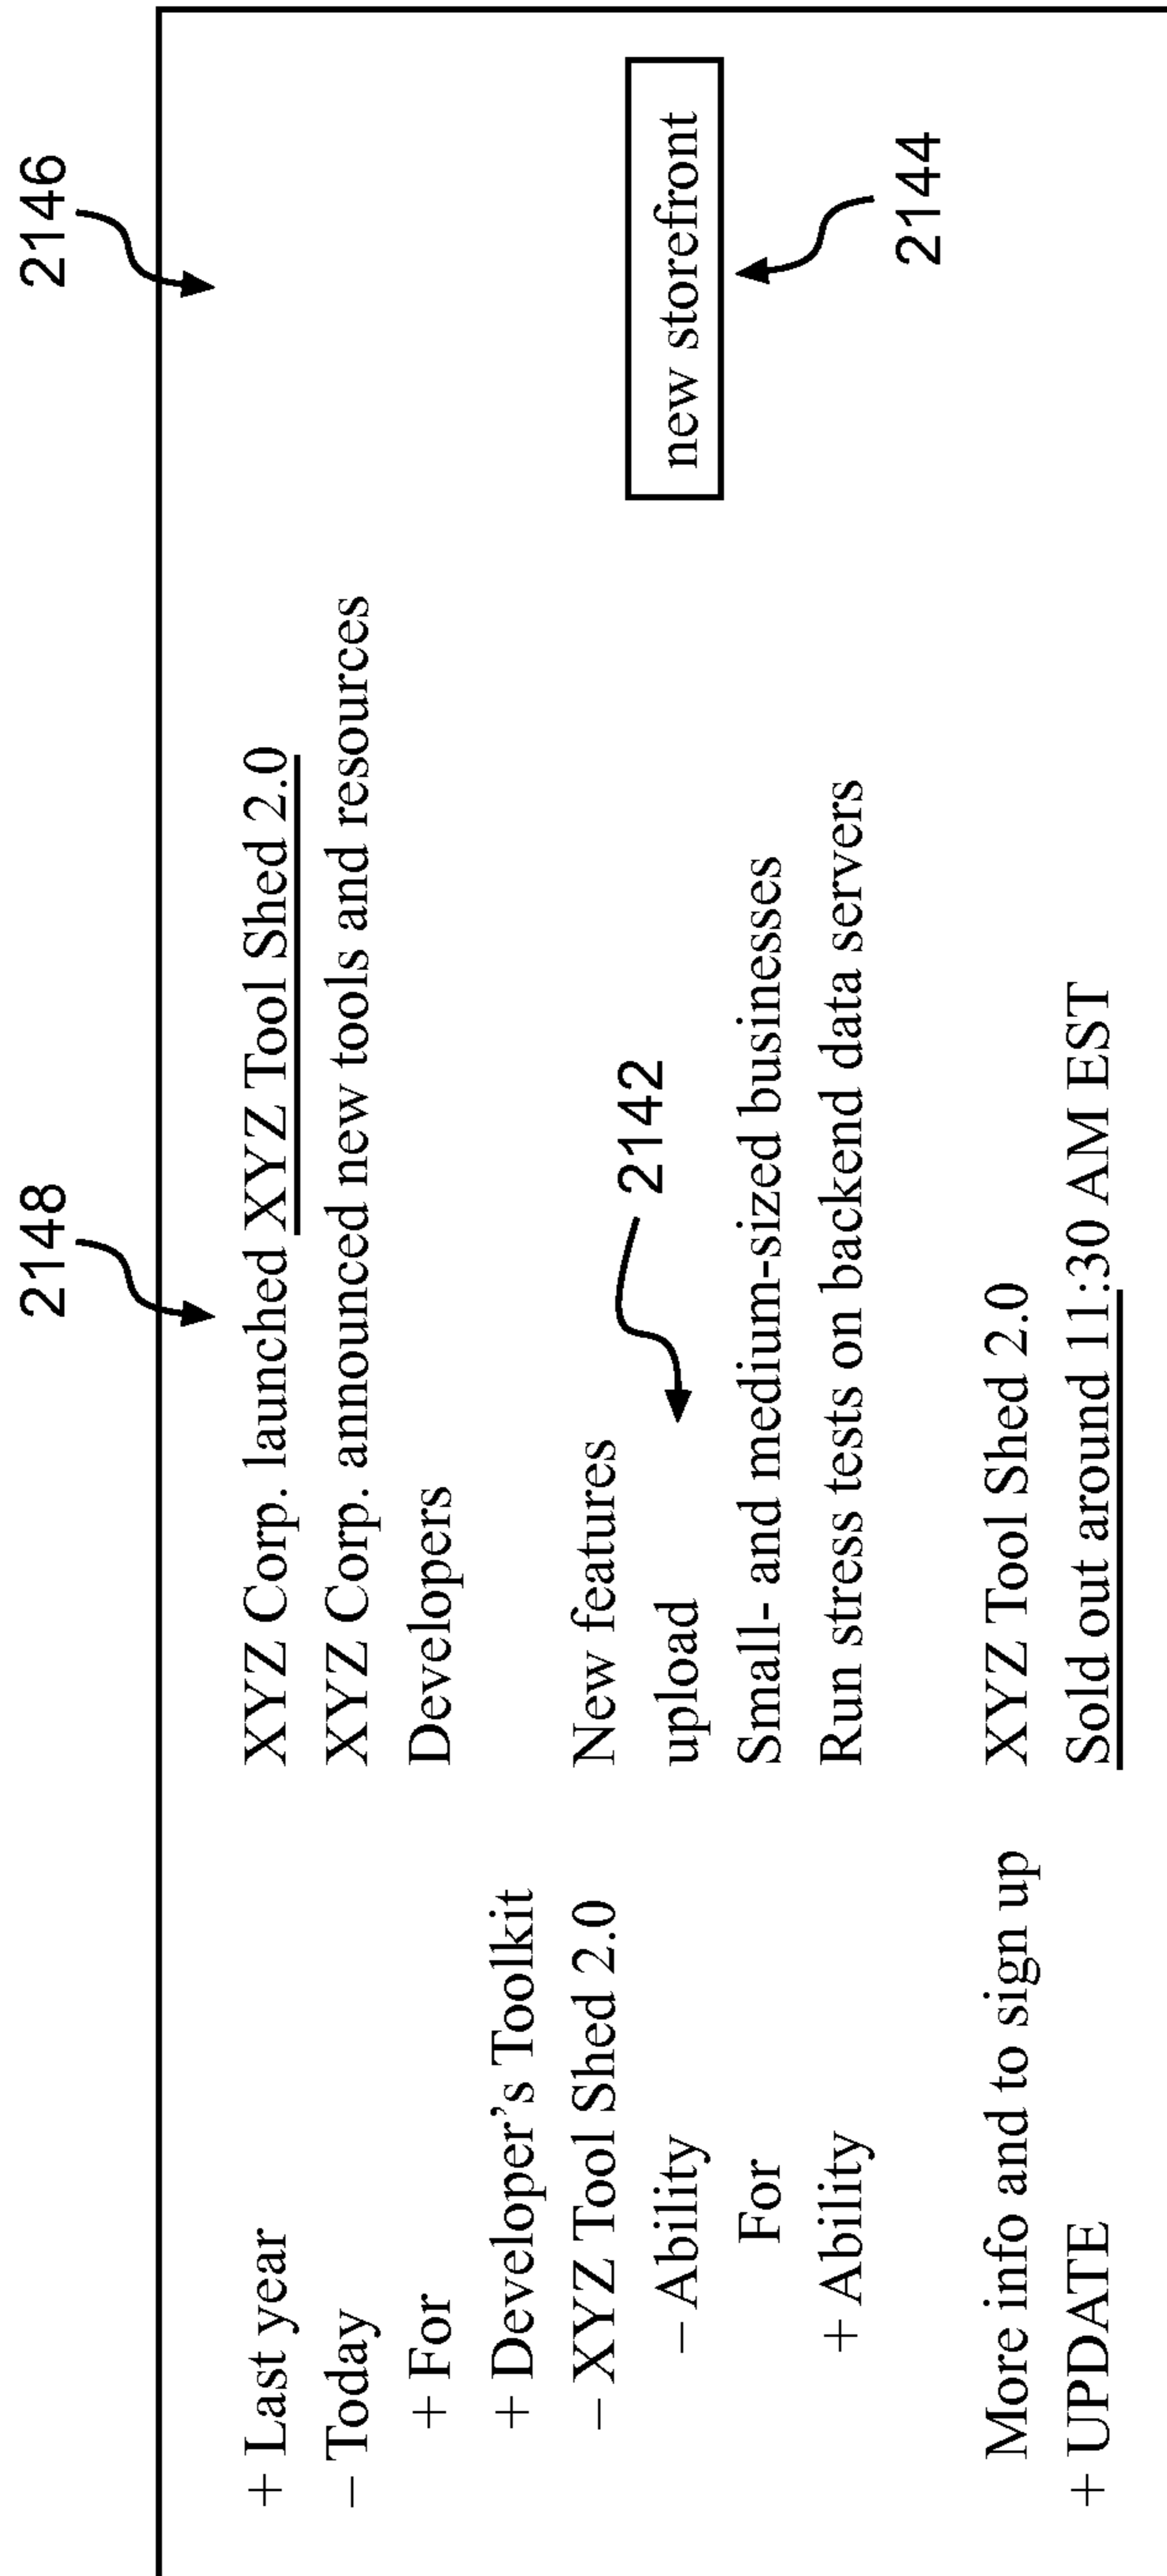 2148 2146
+ Last year XYZ Corp. launched XYZ Tool Shed 2.0
– Today XYZ Corp. announced new tools and resources
+ For Developers
+ Developer’s Toolkit
– XYZ Tool Shed 2.0 New features 2142
– Ability upload new storefront
For Small- and medium-sized businesses
+ Ability Run stress tests on backend data servers
2144
More info and to sign up XYZ Tool Shed 2.0
+ UPDATE Sold out around 11:30 AM EST